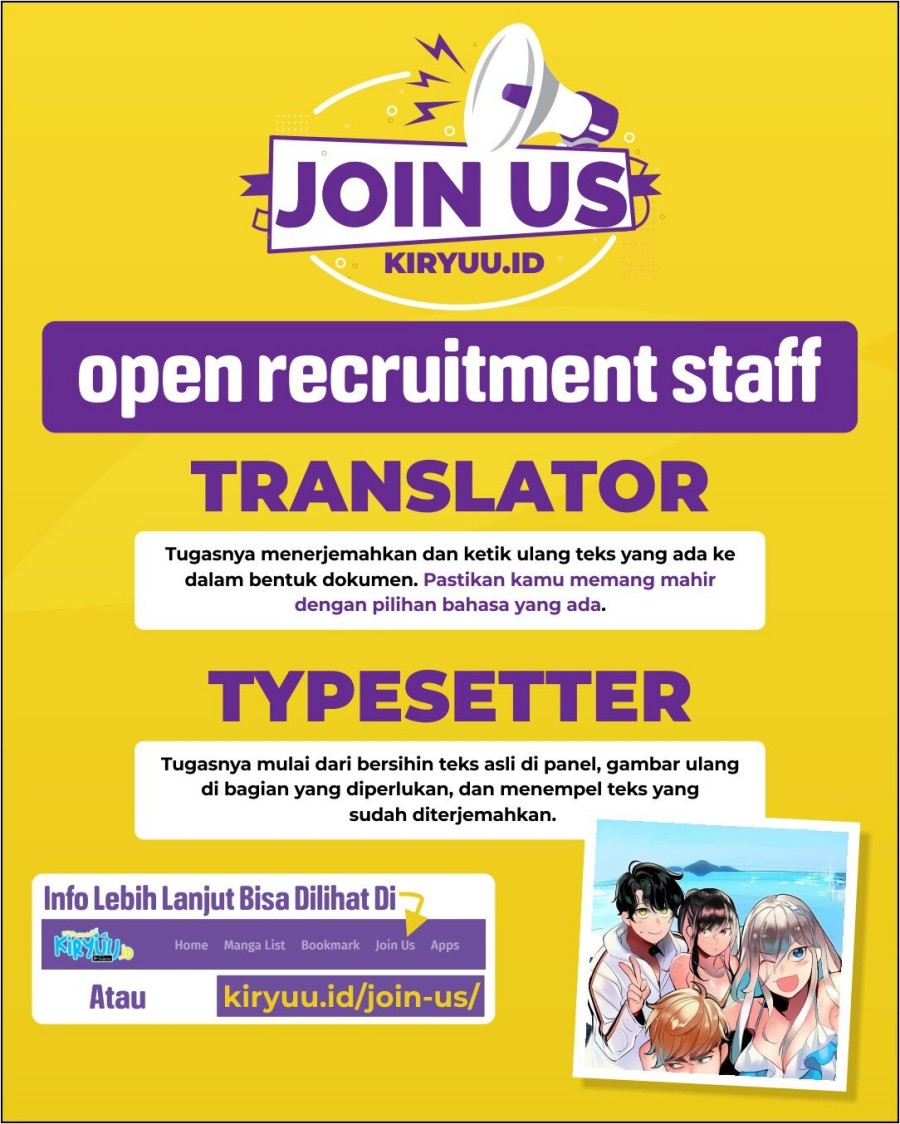 JOIN US
KIRYUU.ID
open recruitment staff
TRANSLATOR
Tugasnya menerjemahkan dan ketik ulang teks yang ada ke
dalam bentuk dokumen. Pastikan kamu memang mahir
dengan pilihan bahasa yang ada.
TYPESETTER
Tugasnya mulai dari bersihin teks asli di panel, gambar ulang
di bagian yang diperlukan, dan menempel teks yang
sudah diterjemahkan.
Info Lebih Lanjut Bisa Dilihat Di
KIRYUU.ID Home Manga List Bookmark Join Us Apps
Atau kiryuu.id/join-us/